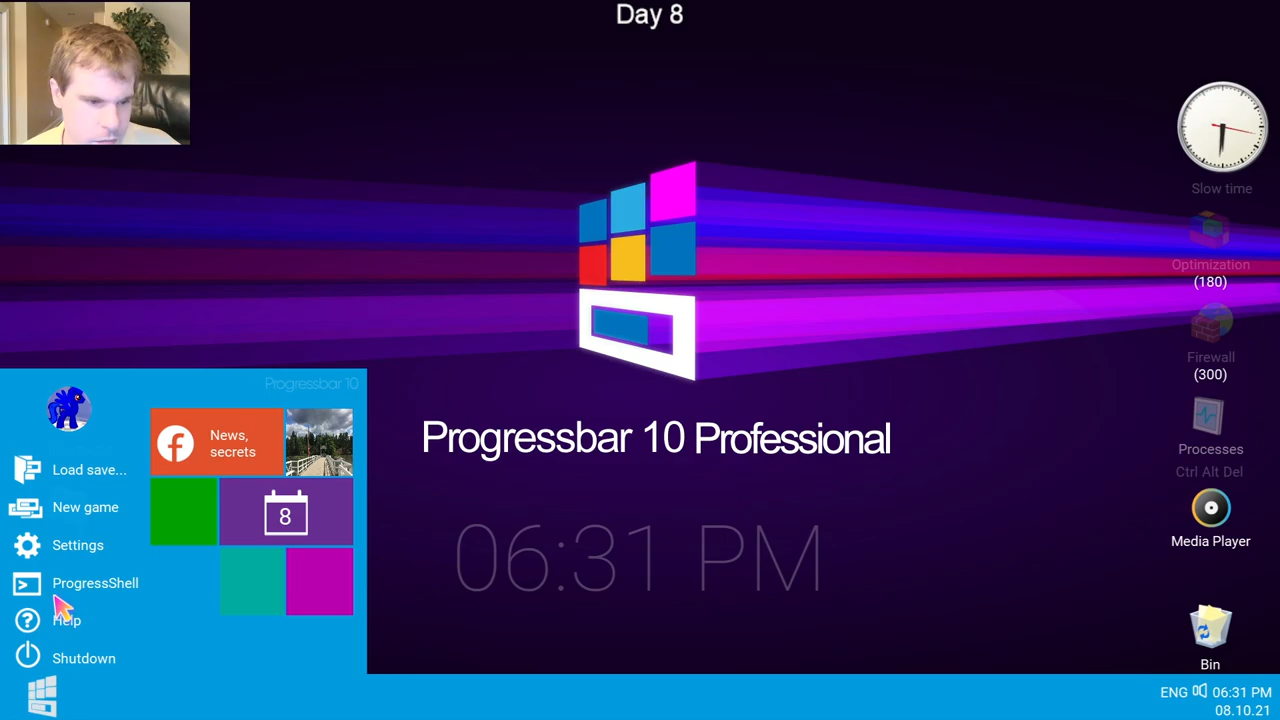 Day 8
Slow time
Optimization
(180)
Firewall
(300)
Processes
Ctrl Alt Del
Media Player
Bin
Progressbar 10 Professional
06:31 PM
Progressbar 10
News,
secrets
8
Load save...
New game
Settings
ProgressShell
Help
Shutdown
ENG 06:31 PM
08.10.21